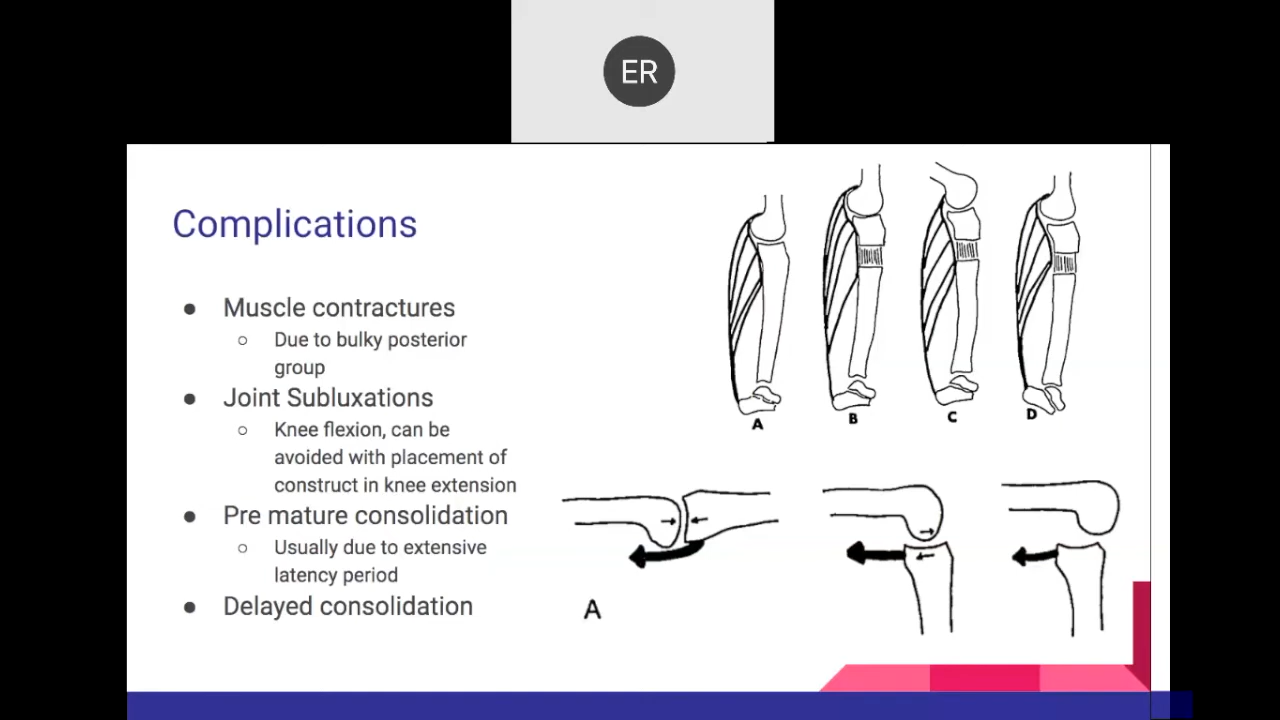 ER
Complications
Muscle contractures
Due to bulky posterior
group
Joint Subluxations
Knee flexion, can be
avoided with placement of
construct in knee extension
Pre mature consolidation
Usually due to extensive
latency period
Delayed consolidation
A B C D
A